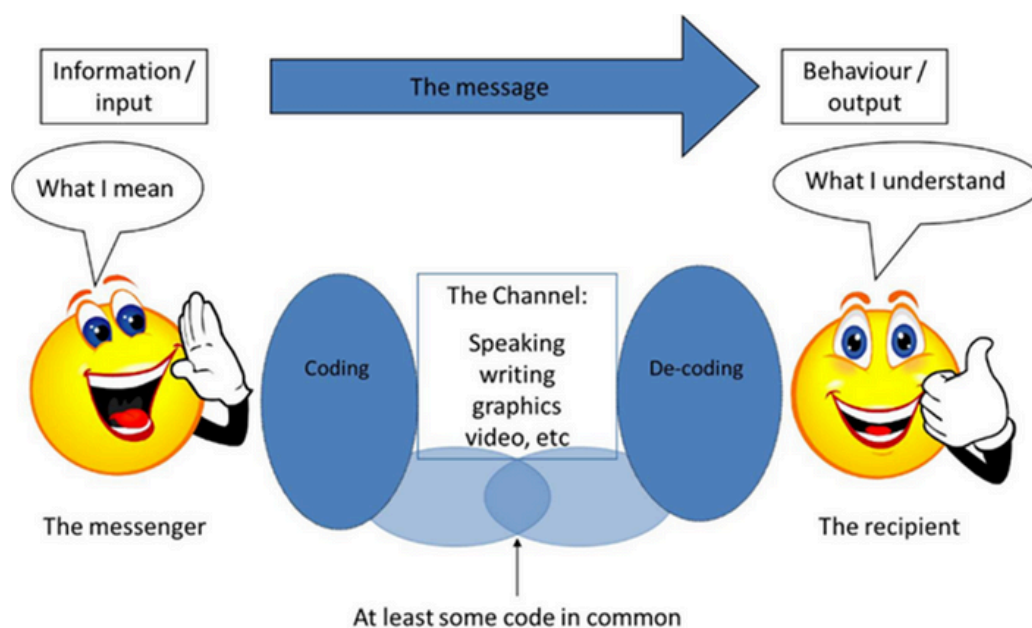 Information /
input
The message
Behaviour /
output
What I mean
What I understand
Coding
The Channel:
Speaking
writing
graphics
video, etc
De-coding
The messenger
The recipient
At least some code in common